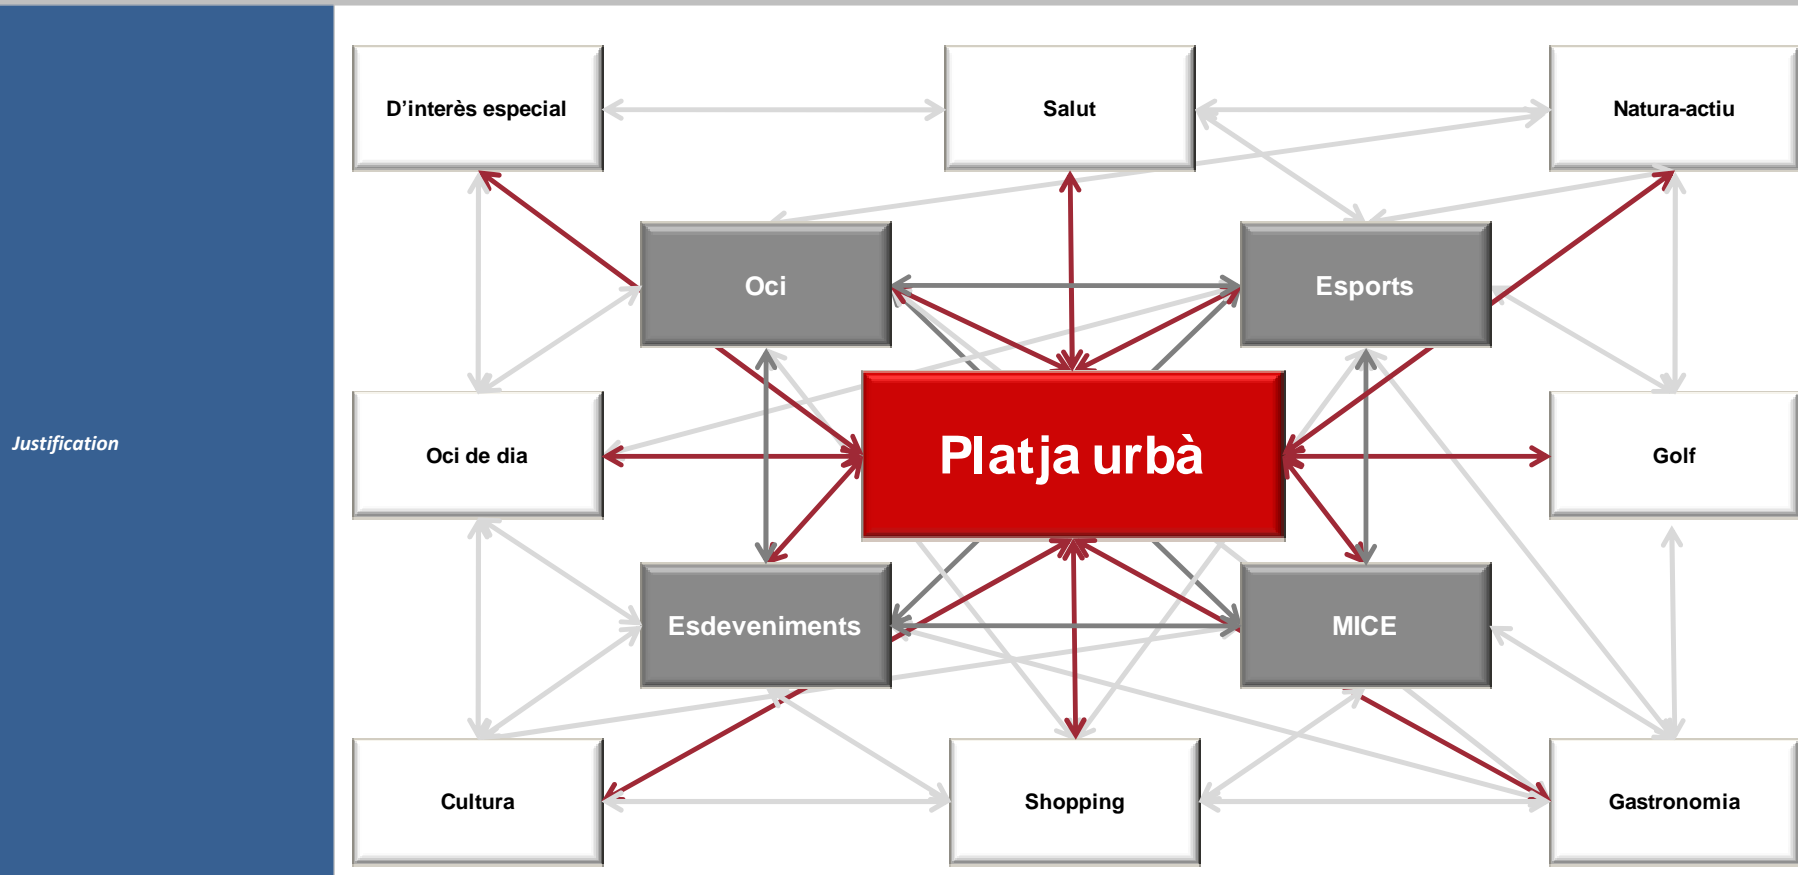 D’interès especial
Salut
Natura-actiu
Oci
Esports
Justification
Oci de dia
Platja urbà
Golf
Esdeveniments
MICE
Cultura
Shopping
Gastronomia